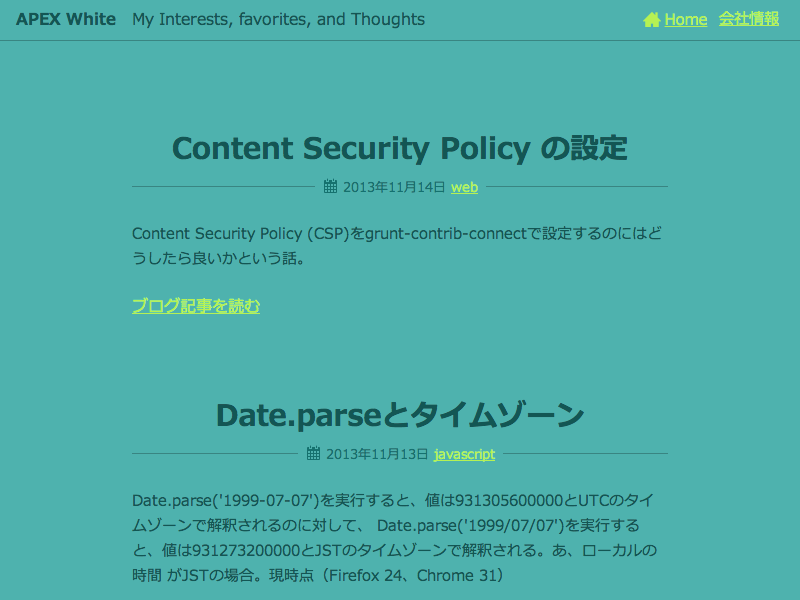 APEX White My Interests, favorites, and Thoughts Home 会社情報
Content Security Policy の設定
2013年11月14日 web
Content Security Policy (CSP)をgrunt-contrib-connectで設定するのにはど
うしたら良いかという話。
ブログ記事を読む
Date.parseとタイムゾーン
2013年11月13日 javascript
Date.parse('1999-07-07')を実行すると、値は931305600000とUTCのタイ
ムゾーンで解釈されるのに対して、 Date.parse('1999/07/07')を実行する
と、値は931273200000とJSTのタイムゾーンで解釈される。あ、ローカルの
時間 がJSTの場合。現時点（Firefox 24、Chrome 31）